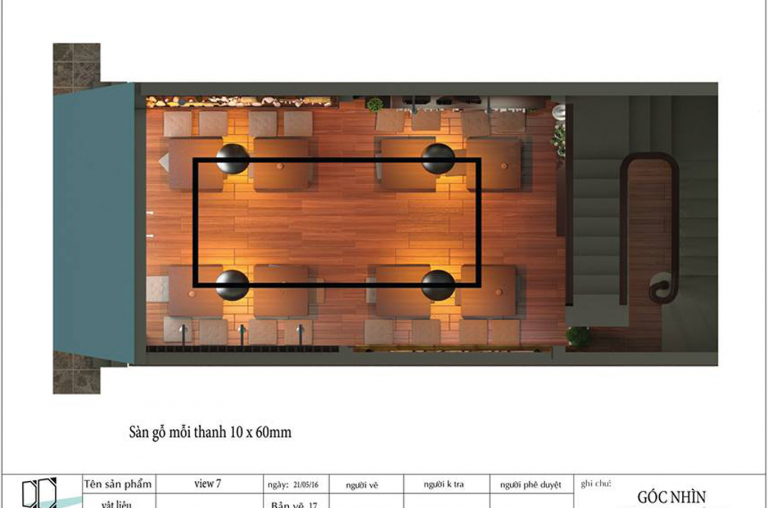 Sàn gỗ mỗi thanh 10 x 60mm
Tên sản phẩm view 7 ngày: 21/05/16 người vẽ người k tra người phê duyệt ghi chú:
GÓC NHÌN
vật liệu Bản vẽ 17